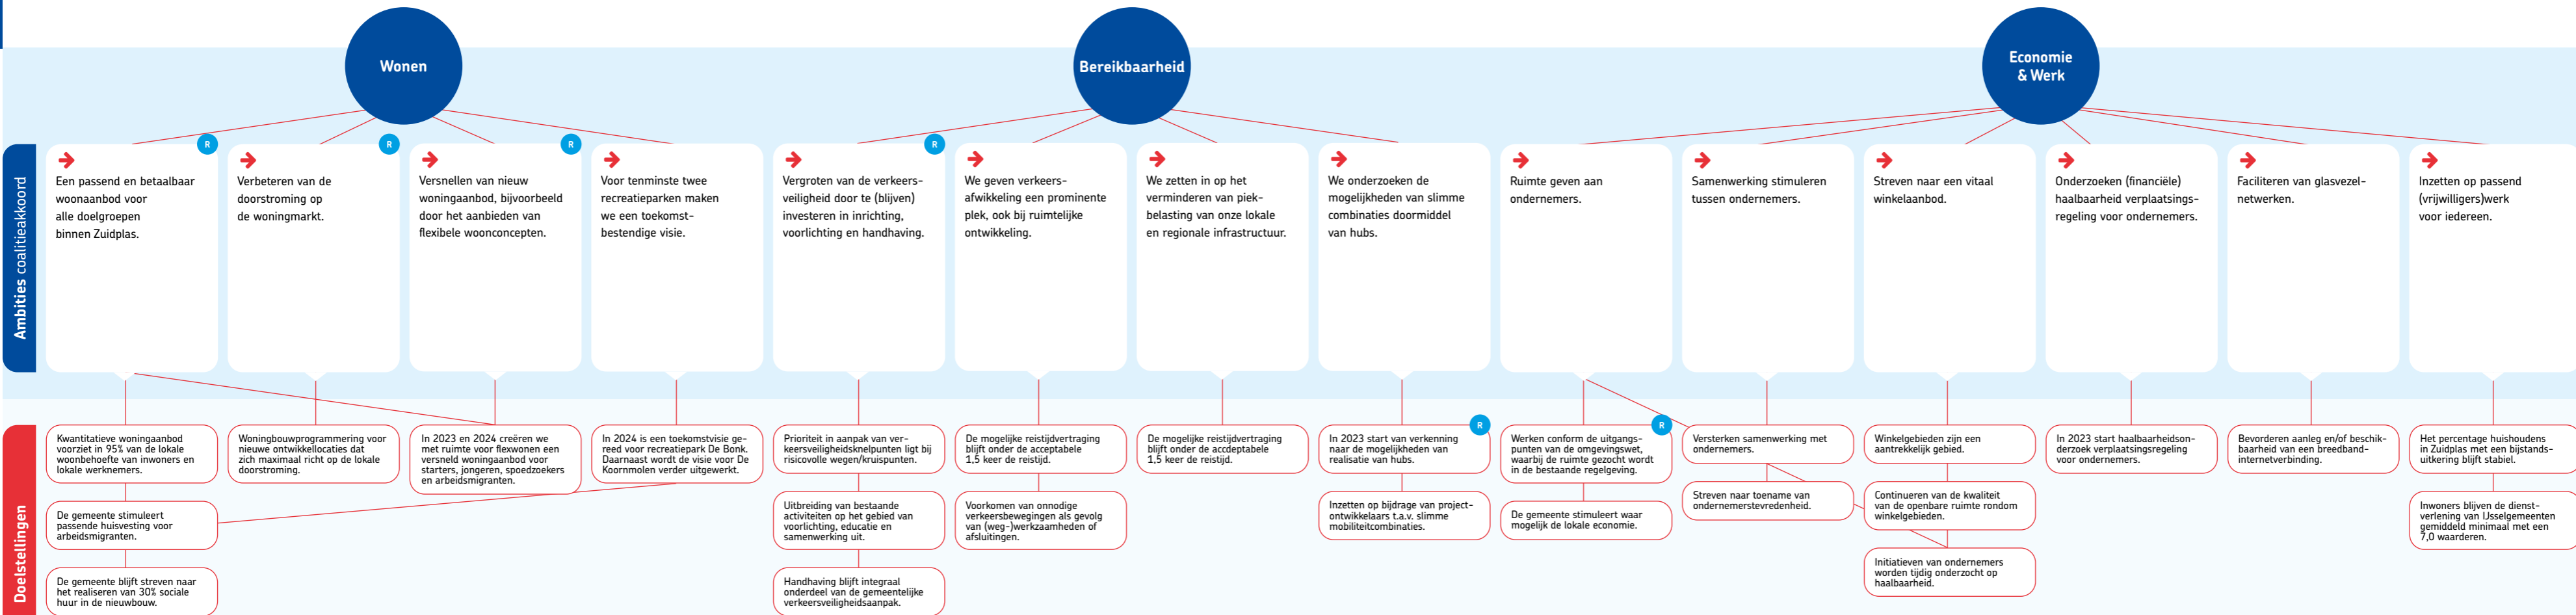 Wonen
Bereikbaarheid
Economie
& Werk
Ambities coalitieakkoord
R
Een passend en betaalbaar
woonaanbod voor
alle doelgroepen
binnen Zuidplas.
R
Verbeteren van de
doorstroming op
de woningmarkt.
R
Versnellen van nieuw
woningaanbod, bijvoorbeeld
door het aanbieden van
flexibele woonconcepten.
Voor tenminste twee
recreatieparken maken
we een toekomst-
bestendige visie.
R
Vergroten van de verkeers-
veiligheid door te (blijven)
investeren in inrichting,
voorlichting en handhaving.
We geven verkeers-
afwikkeling een prominente
plek, ook bij ruimtelijke
ontwikkeling.
We zetten in op het
verminderen van piek-
belasting van onze lokale
en regionale infrastructuur.
We onderzoeken de
mogelijkheden van slimme
combinaties doormiddel
van hubs.
Ruimte geven aan
ondernemers.
Samenwerking stimuleren
tussen ondernemers.
Streven naar een vitaal
winkelaanbod.
Onderzoeken (financiële)
haalbaarheid verplaatsings-
regeling voor ondernemers.
Faciliteren van glasvezel-
netwerken.
Inzetten op passend
(vrijwilligers)werk
voor iedereen.
Doelstellingen
Kwantitatieve woningaanbod
voorziet in 95% van de lokale
woonbehoefte van inwoners en
lokale werknemers.
De gemeente stimuleert
passende huisvesting voor
arbeidsmigranten.
De gemeente blijft streven naar
het realiseren van 30% sociale
huur in de nieuwbouw.
Woningbouwprogrammering voor
nieuwe ontwikkellocaties dat
zich maximaal richt op de lokale
doorstroming.
In 2023 en 2024 creëren we
met ruimte voor flexwonen een
versneld woningaanbod voor
starters, jongeren, spoedzoekers
en arbeidsmigranten.
In 2024 is een toekomstvisie ge-
reed voor recreatiepark De Bonk.
Daarnaast wordt de visie voor De
Koornmolen verder uitgewerkt.
Prioriteit in aanpak van ver-
keersveiligheidsknelpunten ligt bij
risicovolle wegen/kruispunten.
Uitbreiding van bestaande
activiteiten op het gebied van
voorlichting, educatie en
samenwerking uit.
Handhaving blijft integraal
onderdeel van de gemeentelijke
verkeersveiligheidsaanpak.
De mogelijke reistijdvertraging
blijft onder de acceptabele
1,5 keer de reistijd.
Voorkomen van onnodige
verkeersbewegingen als gevolg
van (weg-)werkzaamheden of
afsluitingen.
De mogelijke reistijdvertraging
blijft onder de accdeptabele
1,5 keer de reistijd.
R
In 2023 start van verkenning
naar de mogelijkheden van
realisatie van hubs.
Inzetten op bijdrage van project-
ontwikkelaars t.a.v. slimme
mobiliteitcombinaties.
R
Werken conform de uitgangs-
punten van de omgevingswet,
waarbij de ruimte gezocht wordt
in de bestaande regelgeving.
De gemeente stimuleert waar
mogelijk de lokale economie.
Versterken samenwerking met
ondernemers.
Streven naar toename van
ondernemerstevredenheid.
Winkelgebieden zijn een
aantrekkelijk gebied.
Continueren van de kwaliteit
van de openbare ruimte rondom
winkelgebieden.
Initiatieven van ondernemers
worden tijdig onderzocht op
haalbaarheid.
In 2023 start haalbaarheidson-
derzoek verplaatsingsregeling
voor ondernemers.
Bevorderen aanleg en/of beschik-
baarheid van een breedband-
internetverbinding.
Het percentage huishoudens
in Zuidplas met een bijstands-
uitkering blijft stabiel.
Inwoners blijven de dienst-
verlening van IJsselgemeenten
gemiddeld minimaal met een
7,0 waarderen.